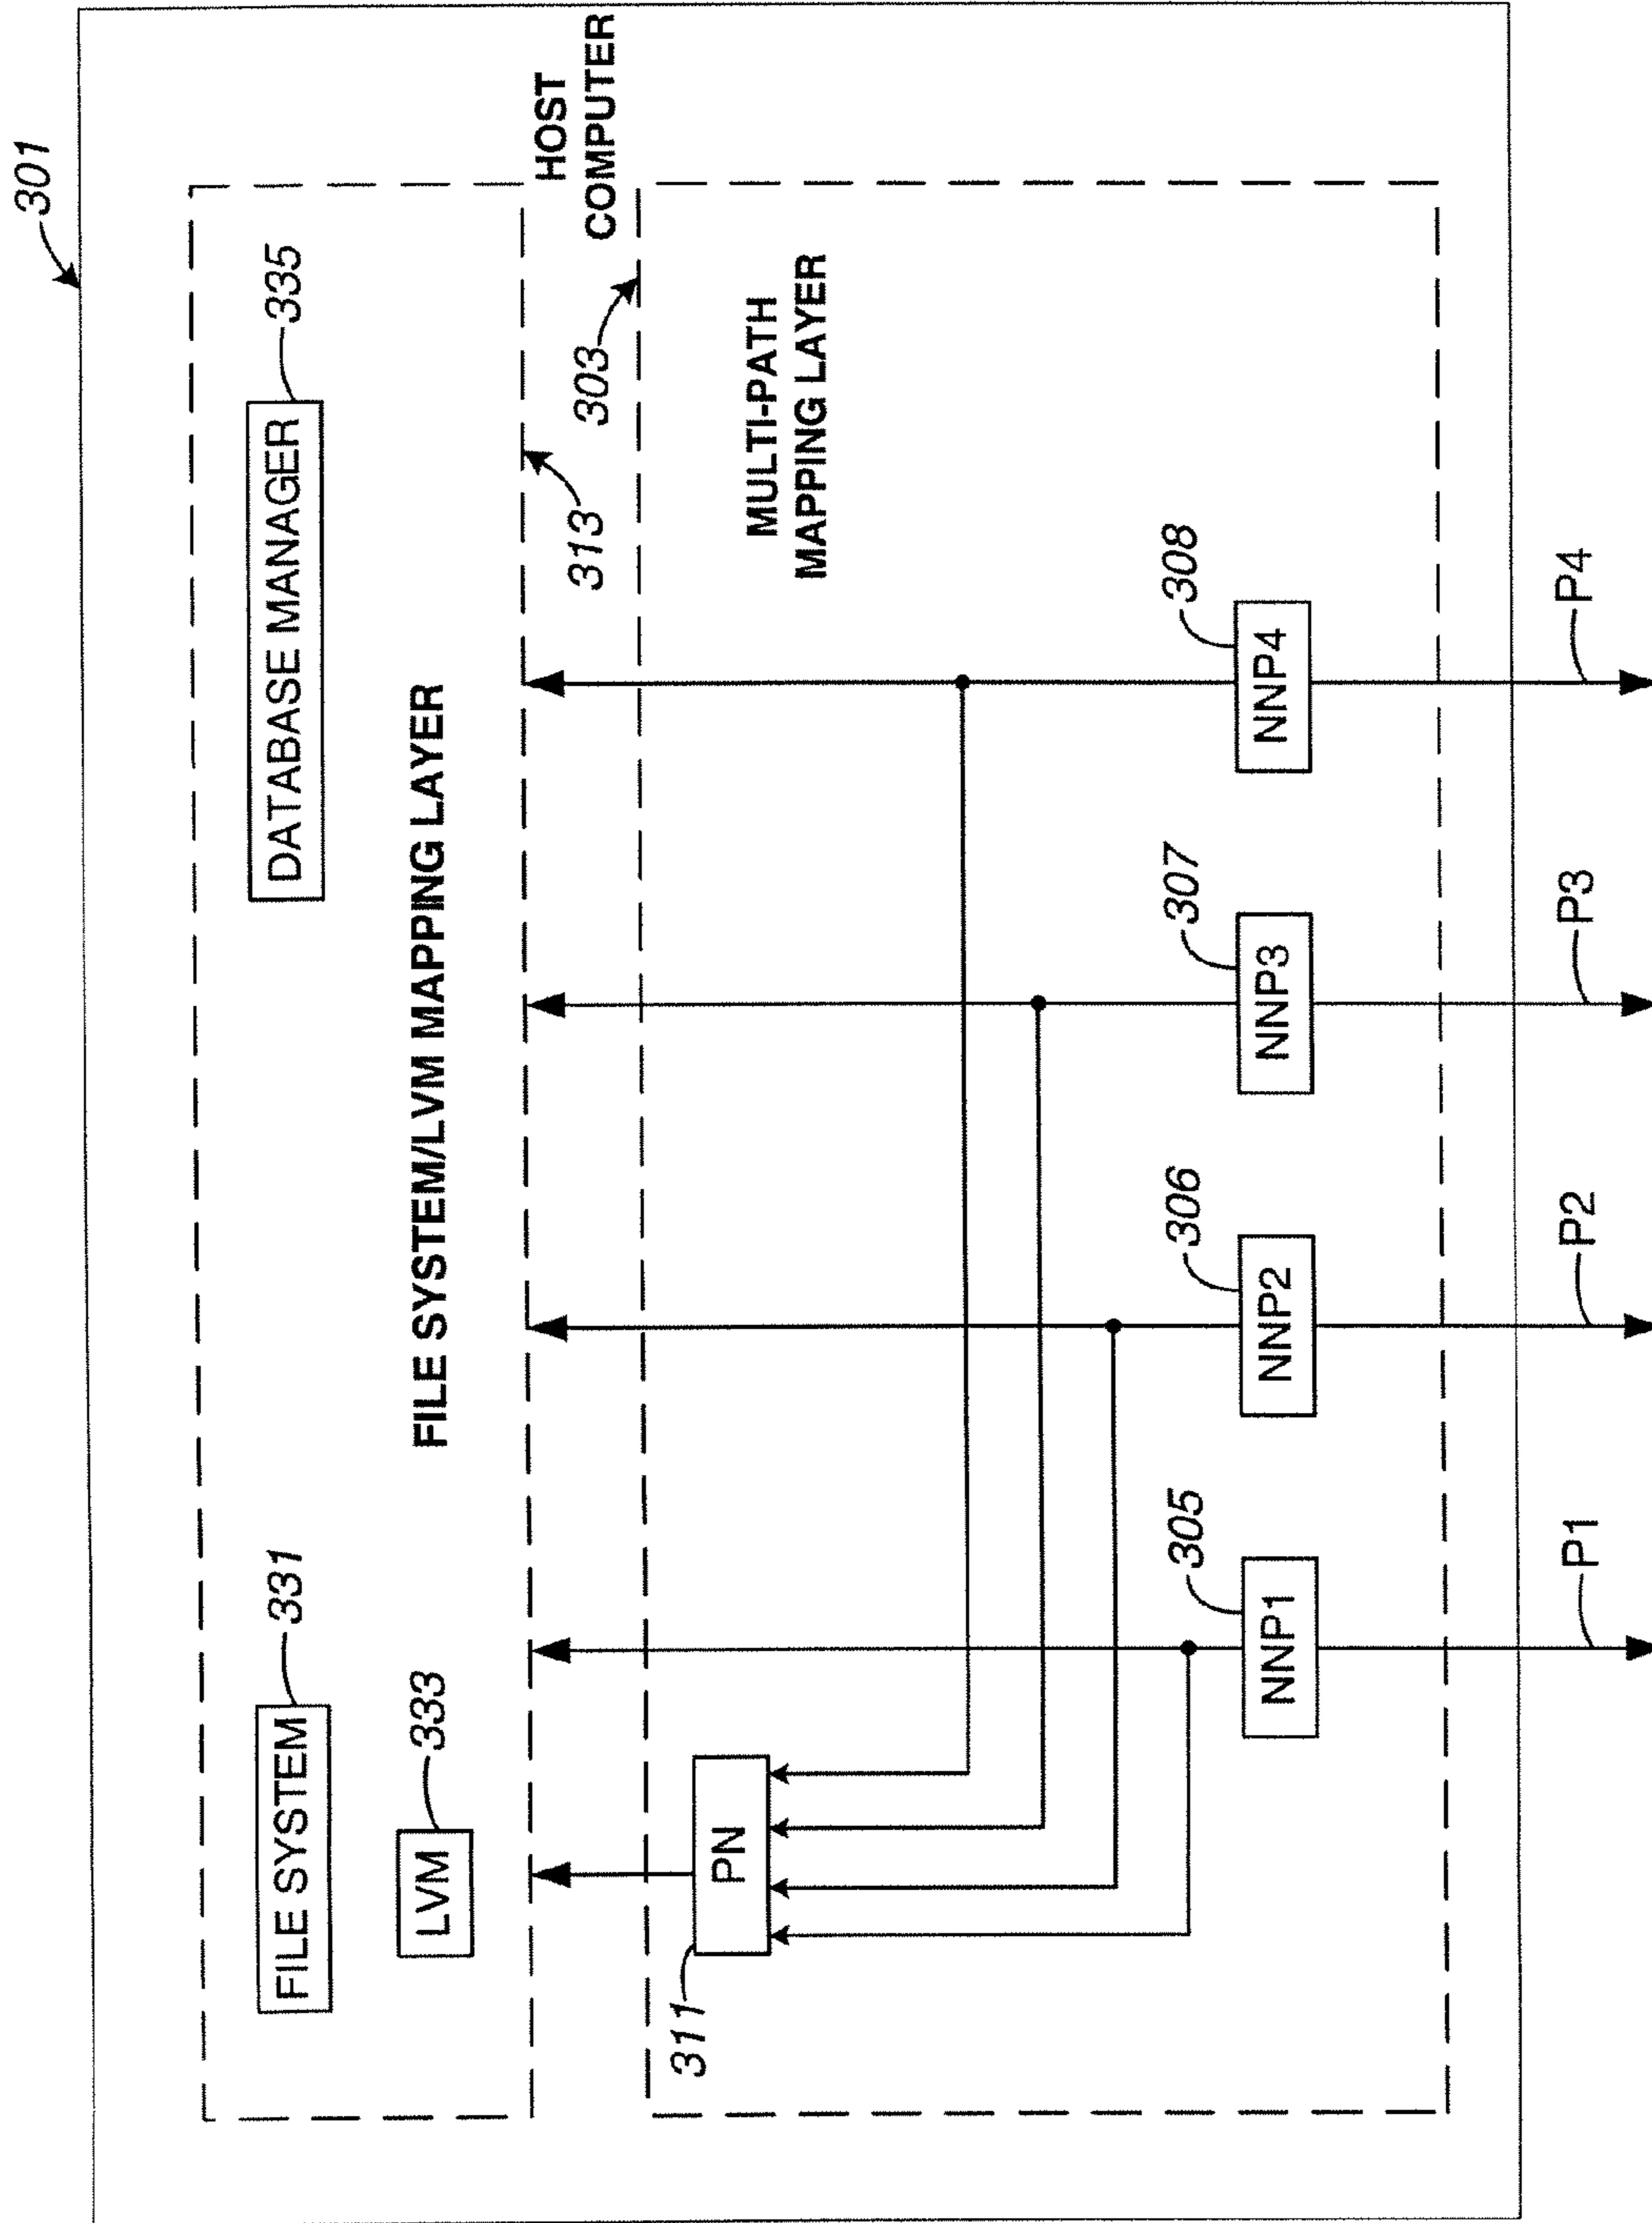 301
HOST
COMPUTER
FILE SYSTEM
331
DATABASE MANAGER
335
LVM
333
FILE SYSTEM/LVM MAPPING LAYER
313
303
311
PN
MULTI-PATH
MAPPING LAYER
305
306
307
308
NNP1
NNP2
NNP3
NNP4
P1
P2
P3
P4